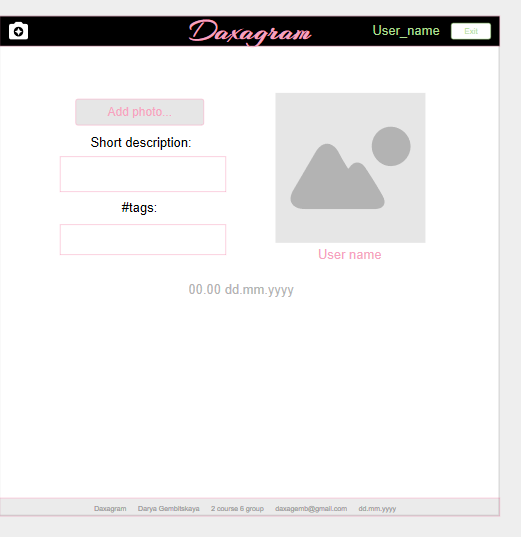 Daxagram User_name Exit
Add photo...
Short description:
#tags:
User name
00.00 dd.mm.yyyy
Daxagram Darya Gembitskaya 2 course 6 group daxagemb@gmail.com dd.mm.yyyy